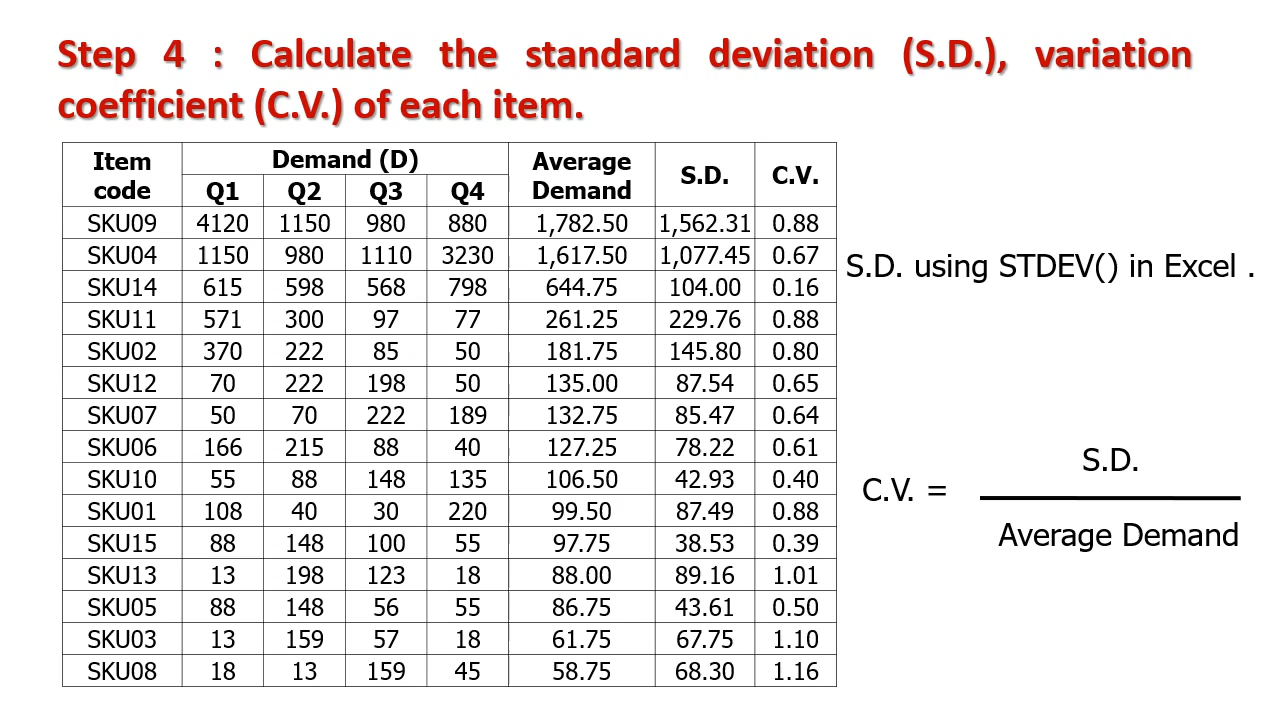 Step 4 : Calculate the standard deviation (S.D.), variation
coefficient (C.V.) of each item.
Item code Demand (D) Average Demand S.D. C.V.
Q1 Q2 Q3 Q4
SKU09 4120 1150 980 880 1,782.50 1,562.31 0.88
SKU04 1150 980 1110 3230 1,617.50 1,077.45 0.67
SKU14 615 598 568 798 644.75 104.00 0.16
SKU11 571 300 97 77 261.25 229.76 0.88
SKU02 370 222 85 50 181.75 145.80 0.80
SKU12 70 222 198 50 135.00 87.54 0.65
SKU07 50 70 222 189 132.75 85.47 0.64
SKU06 166 215 88 40 127.25 78.22 0.61
SKU10 55 88 148 135 106.50 42.93 0.40
SKU01 108 40 30 220 99.50 87.49 0.88
SKU15 88 148 100 55 97.75 38.53 0.39
SKU13 13 198 123 18 88.00 89.16 1.01
SKU05 88 148 56 55 86.75 43.61 0.50
SKU03 13 159 57 18 61.75 67.75 1.10
SKU08 18 13 159 45 58.75 68.30 1.16
S.D. using STDEV() in Excel .
S.D.
C.V. =
Average Demand